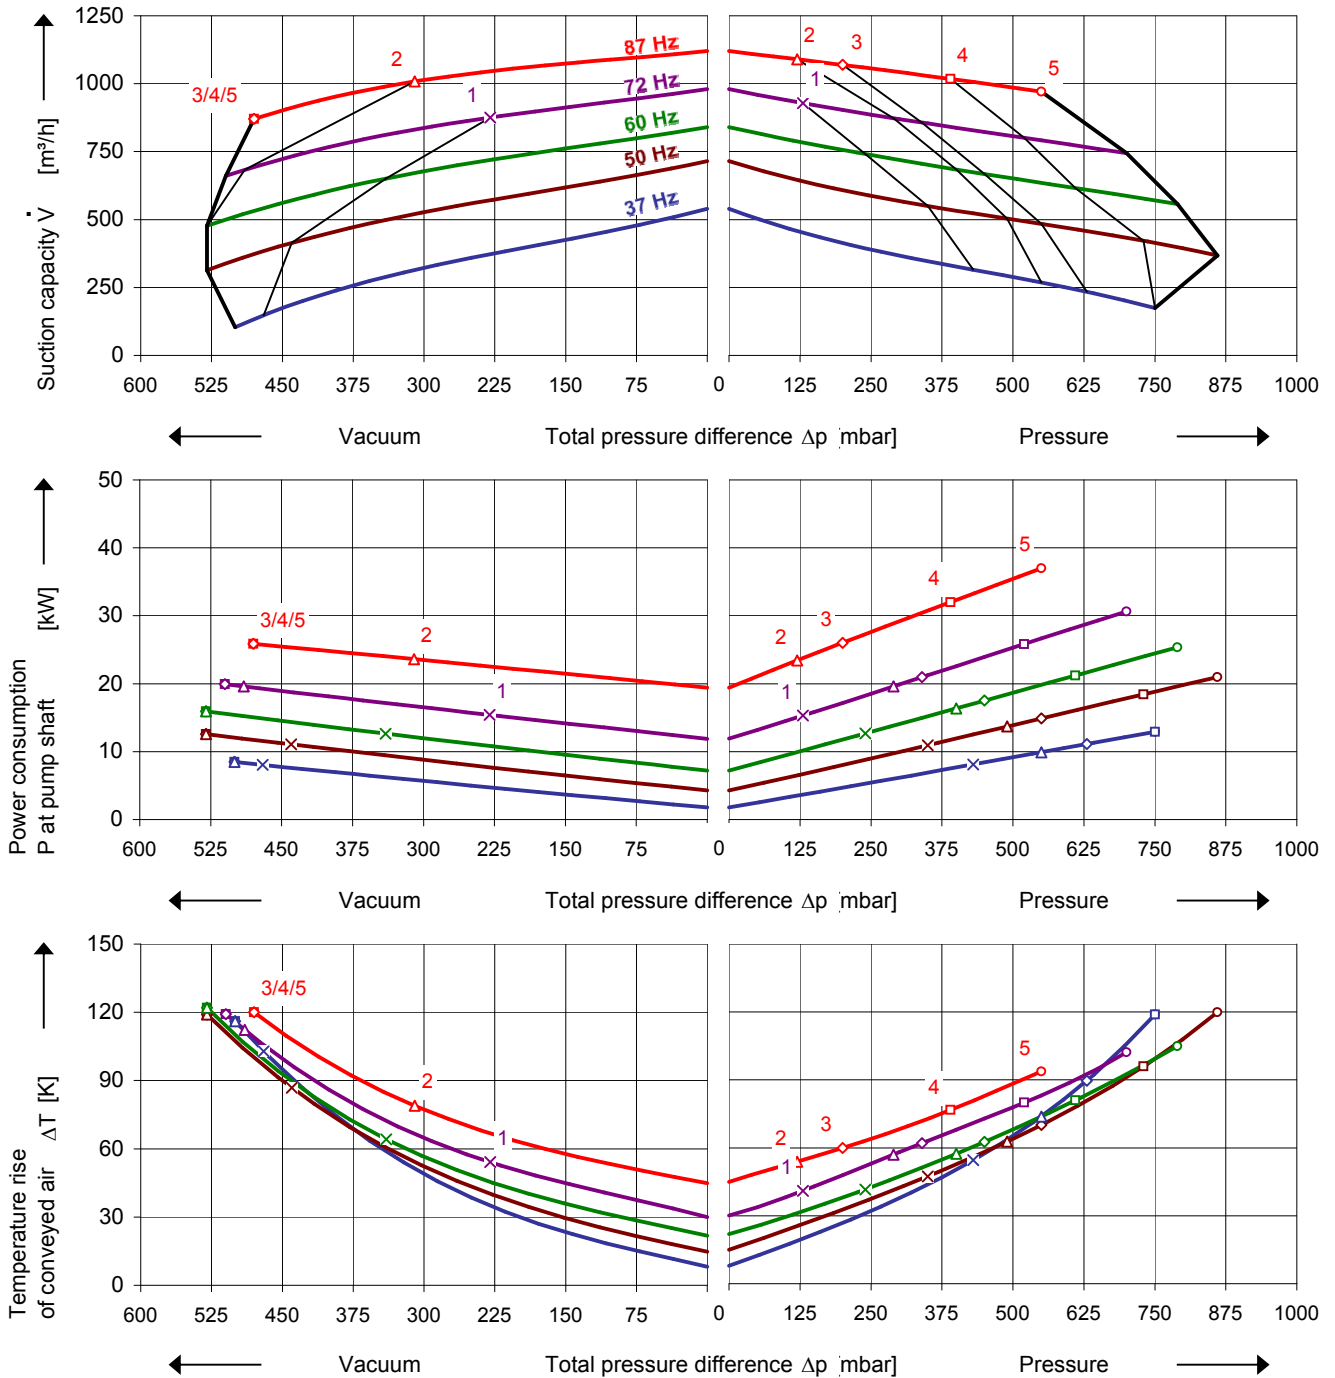 Suction capacity V̇ [m³/h]
1250
1000
750
500
250
0
3/4/5
2
1
87 Hz
72 Hz
60 Hz
50 Hz
37 Hz
2
3
4
5
1
600 525 450 375 300 225 150 75 0 125 250 375 500 625 750 875 1000
Vacuum Total pressure difference Δp [mbar] Pressure
Power consumption
P at pump shaft [kW]
50
40
30
20
10
0
3/4/5
2
1
5
4
3
2
1
600 525 450 375 300 225 150 75 0 125 250 375 500 625 750 875 1000
Vacuum Total pressure difference Δp [mbar] Pressure
Temperature rise
of conveyed air ΔT [K]
150
120
90
60
30
0
3/4/5
2
1
5
4
3
2
1
600 525 450 375 300 225 150 75 0 125 250 375 500 625 750 875 1000
Vacuum Total pressure difference Δp [mbar] Pressure